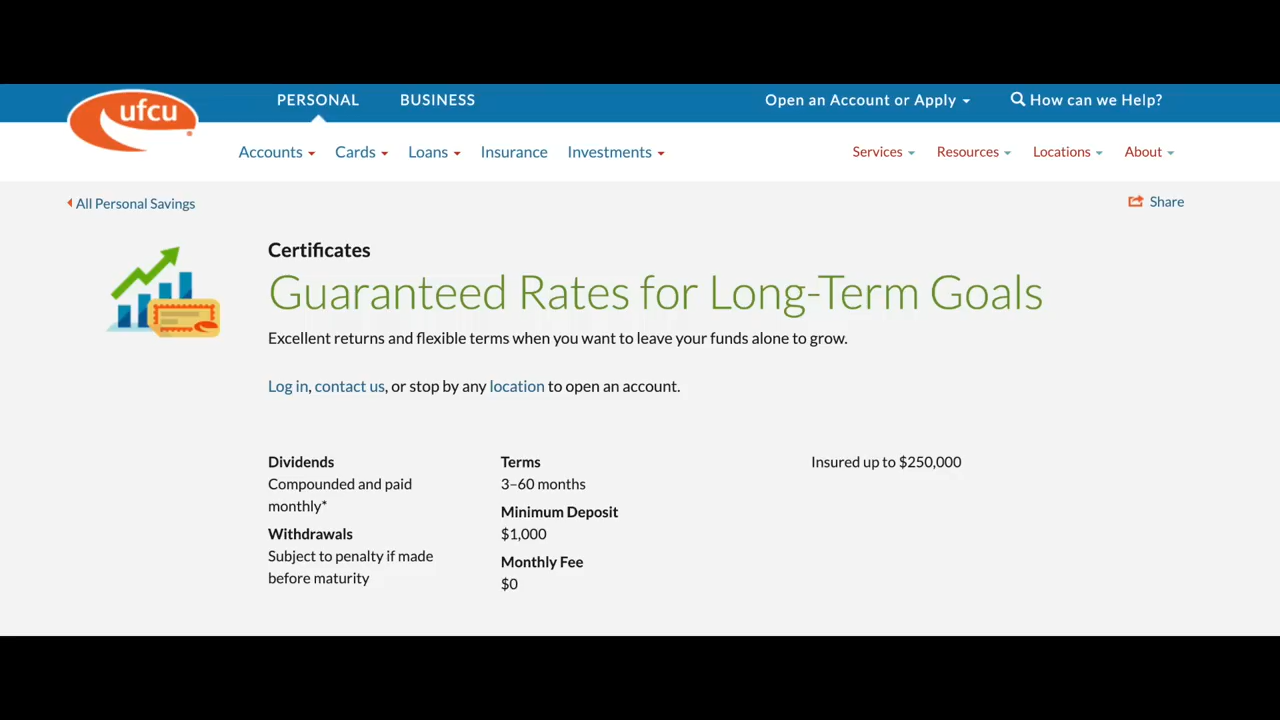 ufcu
PERSONAL BUSINESS Open an Account or Apply How can we Help?
Accounts Cards Loans Insurance Investments Services Resources Locations About
All Personal Savings Share
Certificates
Guaranteed Rates for Long-Term Goals
Excellent returns and flexible terms when you want to leave your funds alone to grow.
Log in, contact us, or stop by any location to open an account.
Dividends
Compounded and paid
monthly*
Withdrawals
Subject to penalty if made
before maturity
Terms
3–60 months
Minimum Deposit
$1,000
Monthly Fee
$0
Insured up to $250,000